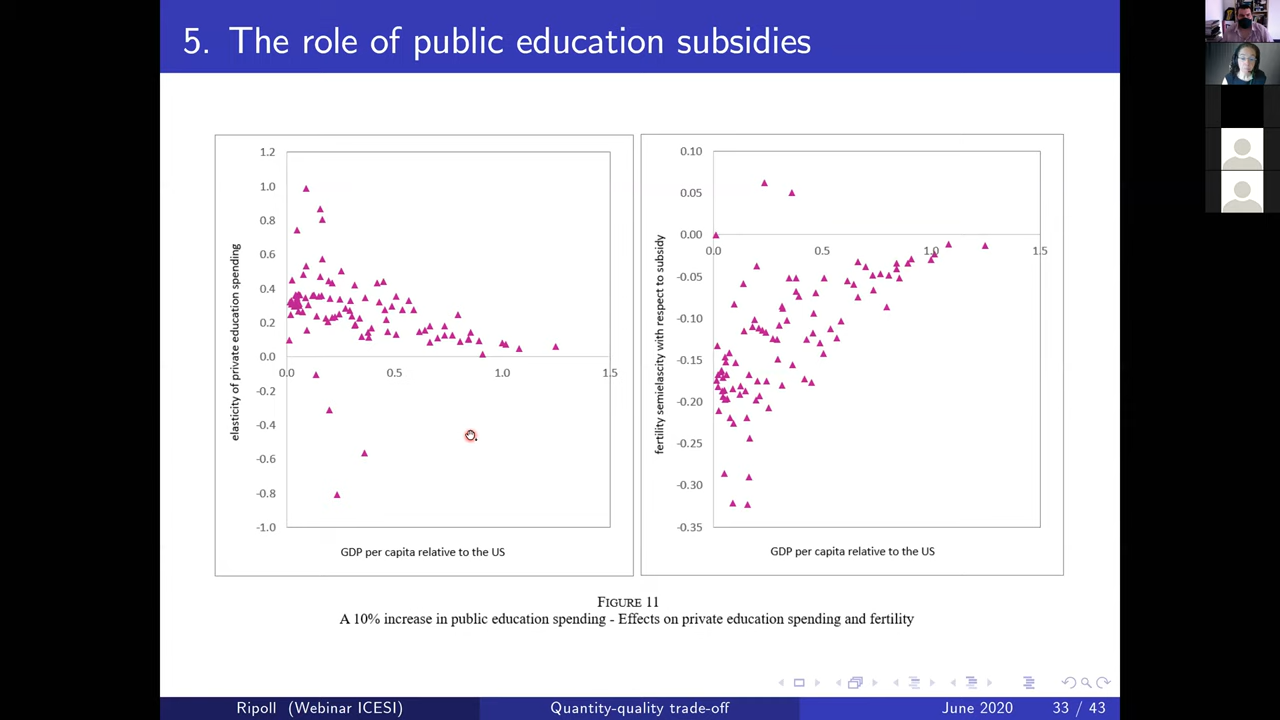 5. The role of public education subsidies
1.2
1.0
0.8
0.6
0.4
0.2
0.0
-0.2
-0.4
-0.6
-0.8
-1.0
0.0 0.5 1.0 1.5
elasticity of private education spending
GDP per capita relative to the US
0.10
0.05
0.00
-0.05
-0.10
-0.15
-0.20
-0.25
-0.30
-0.35
0.0 0.5 1.0 1.5
fertility semielascity with respect to subsidy
GDP per capita relative to the US
FIGURE 11
A 10% increase in public education spending - Effects on private education spending and fertility
Ripoll (Webinar ICESI) Quantity-quality trade-off June 2020 33 / 43